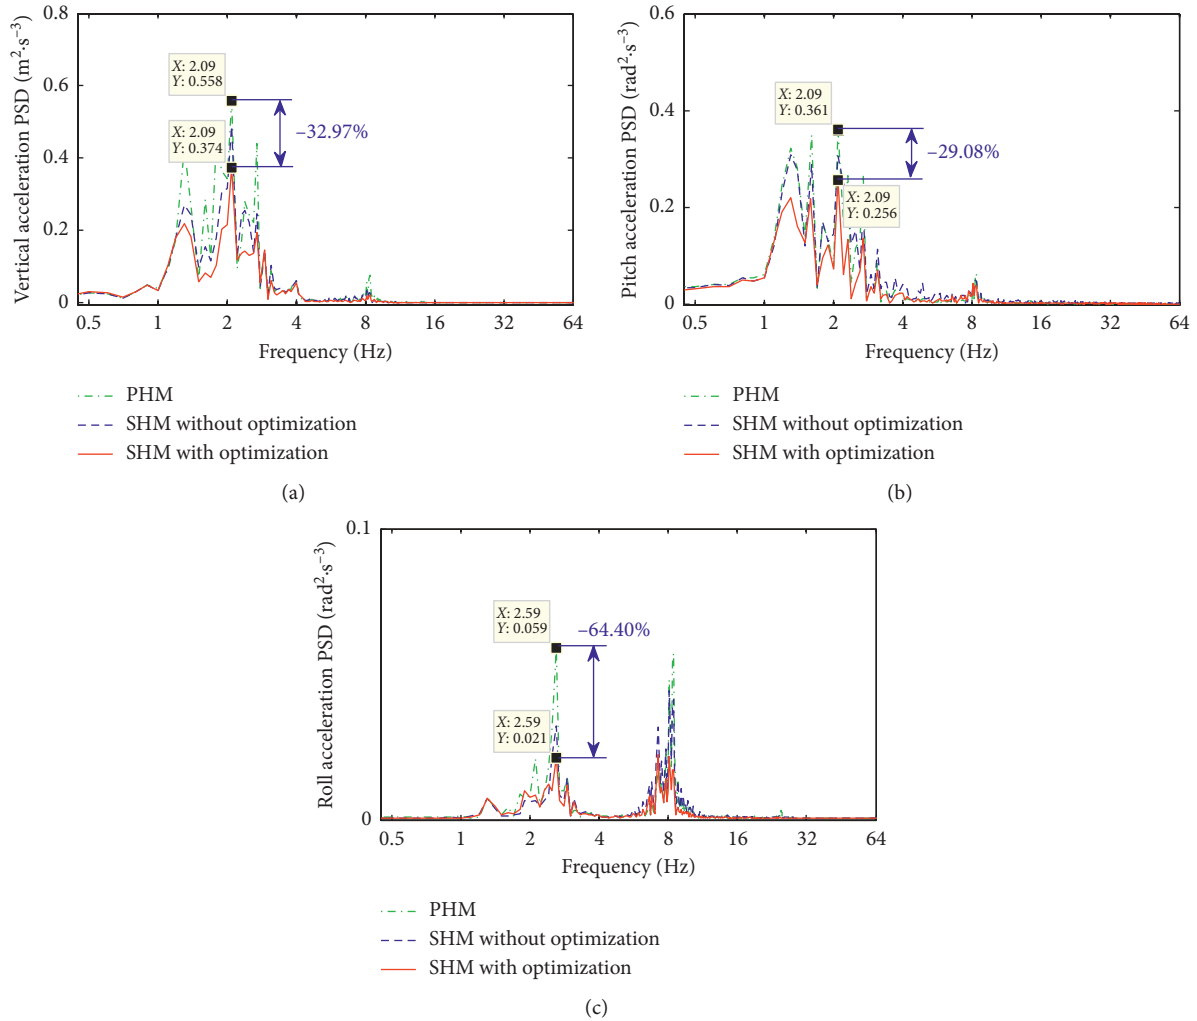 Vertical acceleration PSD (m²·s⁻³)
0.8
0.6
0.4
0.2
0
X: 2.09
Y: 0.558
X: 2.09
Y: 0.374
−32.97%
0.5 1 2 4 8 16 32 64
Frequency (Hz)
PHM
SHM without optimization
SHM with optimization
(a)
Pitch acceleration PSD (rad²·s⁻³)
0.6
0.4
0.2
0
X: 2.09
Y: 0.361
−29.08%
X: 2.09
Y: 0.256
0.5 1 2 4 8 16 32 64
Frequency (Hz)
PHM
SHM without optimization
SHM with optimization
(b)
Roll acceleration PSD (rad²·s⁻³)
0.1
0
X: 2.59
Y: 0.059
−64.40%
X: 2.59
Y: 0.021
0.5 1 2 4 8 16 32 64
Frequency (Hz)
PHM
SHM without optimization
SHM with optimization
(c)